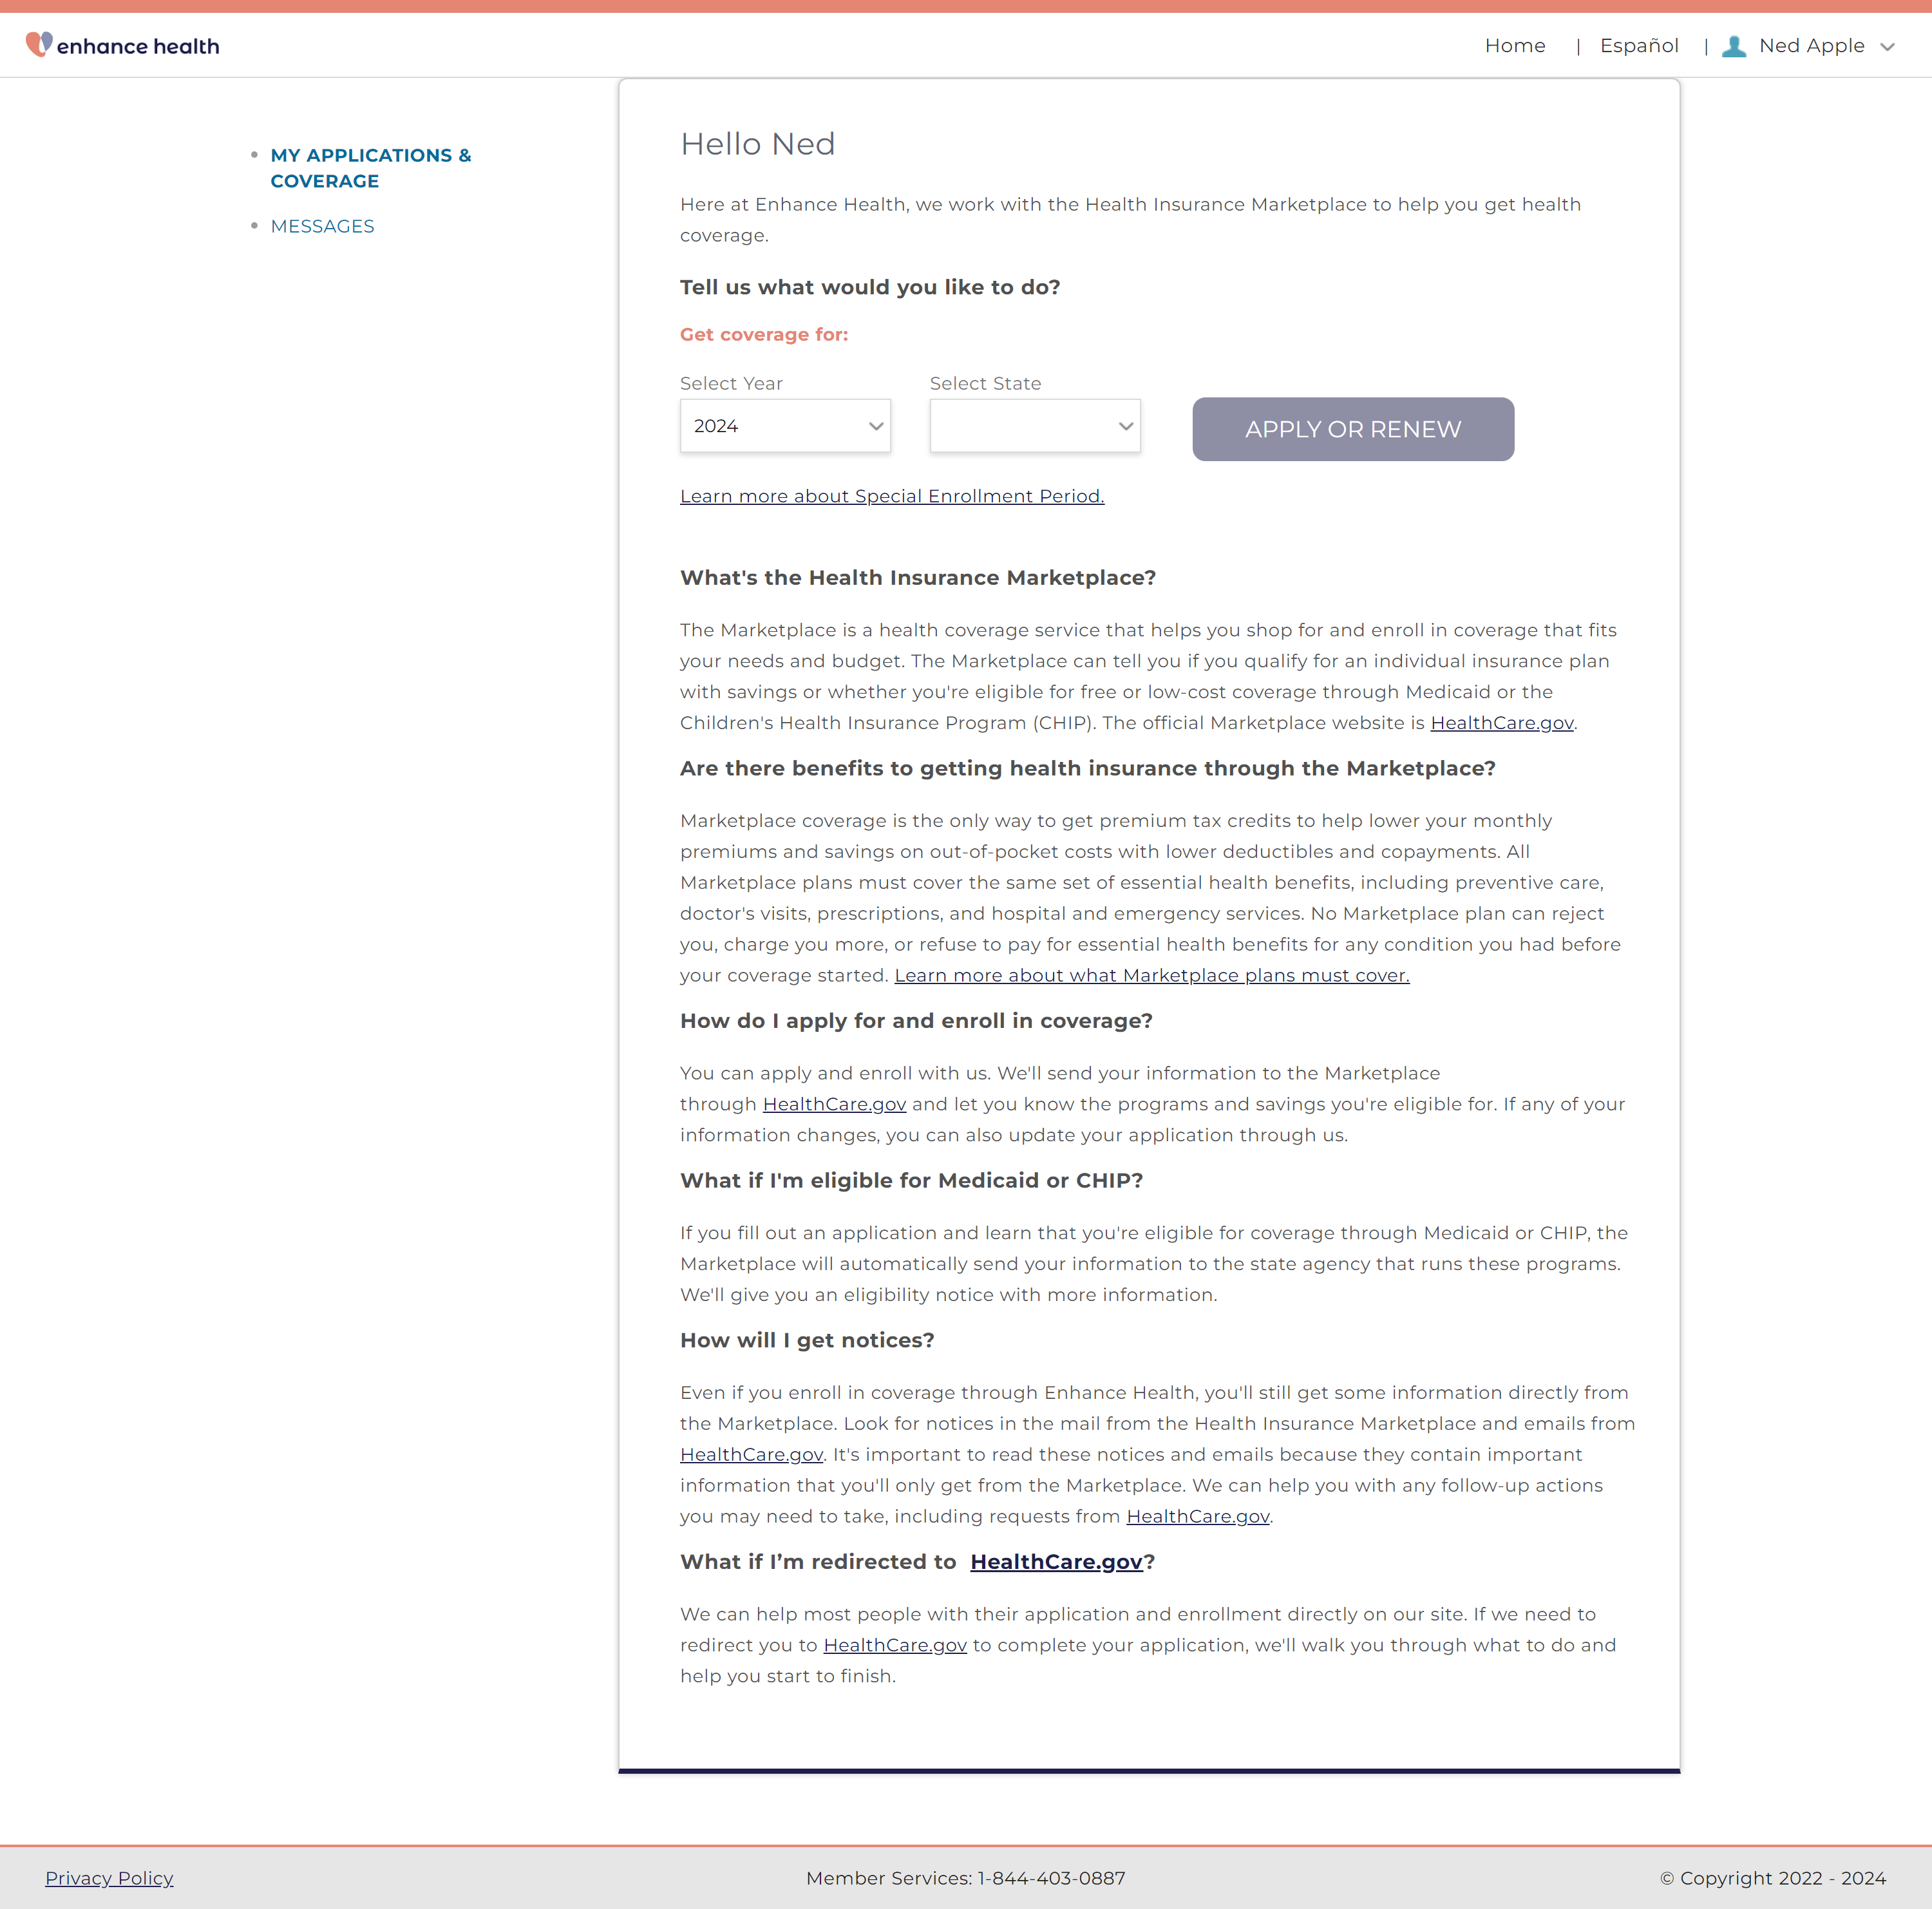 enhance health
Home | Español | Ned Apple
MY APPLICATIONS &
COVERAGE
MESSAGES
Hello Ned
Here at Enhance Health, we work with the Health Insurance Marketplace to help you get health
coverage.
Tell us what would you like to do?
Get coverage for:
Select Year
Select State
2024
APPLY OR RENEW
Learn more about Special Enrollment Period.
What's the Health Insurance Marketplace?
The Marketplace is a health coverage service that helps you shop for and enroll in coverage that fits
your needs and budget. The Marketplace can tell you if you qualify for an individual insurance plan
with savings or whether you're eligible for free or low-cost coverage through Medicaid or the
Children's Health Insurance Program (CHIP). The official Marketplace website is HealthCare.gov.
Are there benefits to getting health insurance through the Marketplace?
Marketplace coverage is the only way to get premium tax credits to help lower your monthly
premiums and savings on out-of-pocket costs with lower deductibles and copayments. All
Marketplace plans must cover the same set of essential health benefits, including preventive care,
doctor's visits, prescriptions, and hospital and emergency services. No Marketplace plan can reject
you, charge you more, or refuse to pay for essential health benefits for any condition you had before
your coverage started. Learn more about what Marketplace plans must cover.
How do I apply for and enroll in coverage?
You can apply and enroll with us. We'll send your information to the Marketplace
through HealthCare.gov and let you know the programs and savings you're eligible for. If any of your
information changes, you can also update your application through us.
What if I'm eligible for Medicaid or CHIP?
If you fill out an application and learn that you're eligible for coverage through Medicaid or CHIP, the
Marketplace will automatically send your information to the state agency that runs these programs.
We'll give you an eligibility notice with more information.
How will I get notices?
Even if you enroll in coverage through Enhance Health, you'll still get some information directly from
the Marketplace. Look for notices in the mail from the Health Insurance Marketplace and emails from
HealthCare.gov. It's important to read these notices and emails because they contain important
information that you'll only get from the Marketplace. We can help you with any follow-up actions
you may need to take, including requests from HealthCare.gov.
What if I’m redirected to HealthCare.gov?
We can help most people with their application and enrollment directly on our site. If we need to
redirect you to HealthCare.gov to complete your application, we'll walk you through what to do and
help you start to finish.
Privacy Policy
Member Services: 1-844-403-0887
© Copyright 2022 - 2024